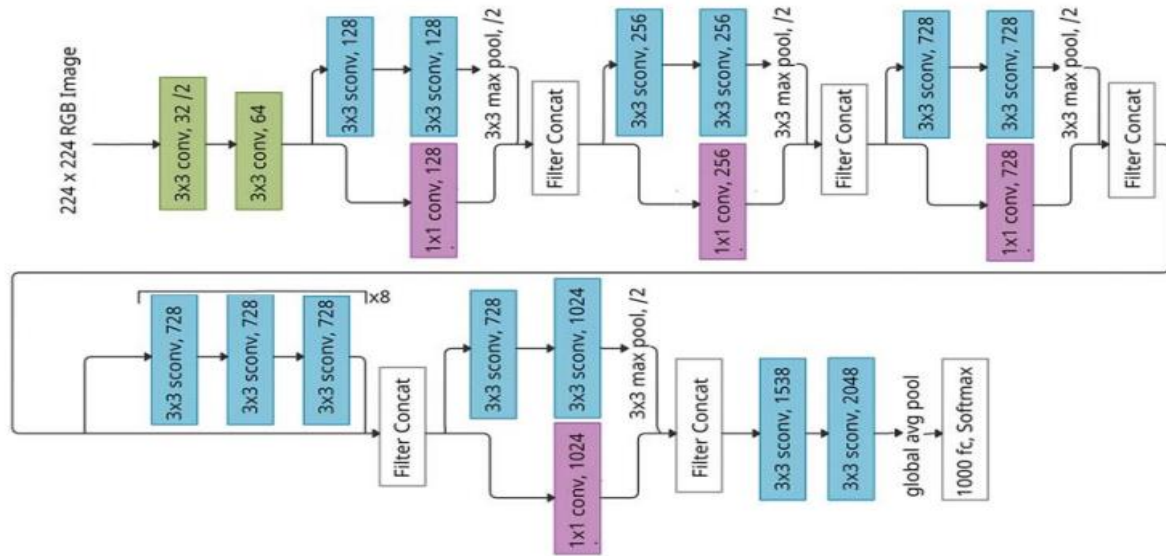 224 x 224 RGB Image
3x3 conv, 32 /2
3x3 conv, 64
3x3 sconv, 128
3x3 sconv, 128
3x3 max pool, /2
1x1 conv, 128
Filter Concat
3x3 sconv, 256
3x3 sconv, 256
3x3 max pool, /2
1x1 conv, 256
Filter Concat
3x3 sconv, 728
3x3 sconv, 728
3x3 max pool, /2
1x1 conv, 728
Filter Concat
3x3 sconv, 728
3x3 sconv, 728
3x3 sconv, 728
x8
Filter Concat
3x3 sconv, 728
3x3 sconv, 1024
3x3 max pool, /2
1x1 conv, 1024
Filter Concat
3x3 sconv, 1538
3x3 sconv, 2048
global avg pool
1000 fc, Softmax